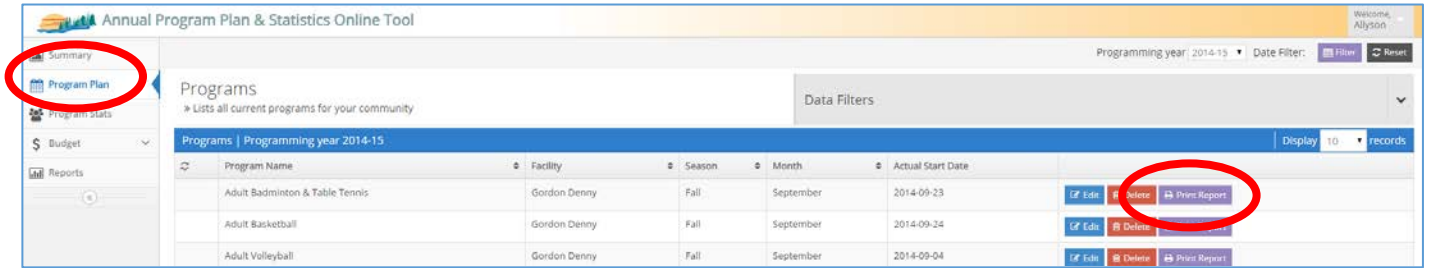 Annual Program Plan & Statistics Online Tool
Welcome,
Allyson
Summary
Programming year 2014-15 Date Filter: Filter Reset
Program Plan
Programs
» Lists all current programs for your community
Data Filters
Program Stats
$ Budget
Programs | Programming year 2014-15 Display 10 records
Program Name Facility Season Month Actual Start Date
Reports
Adult Badminton & Table Tennis Gordon Denny Fall September 2014-09-23 Edit Delete Print Report
Adult Basketball Gordon Denny Fall September 2014-09-24 Edit Delete Print Report
Adult Volleyball Gordon Denny Fall September 2014-09-04 Edit Delete Print Report